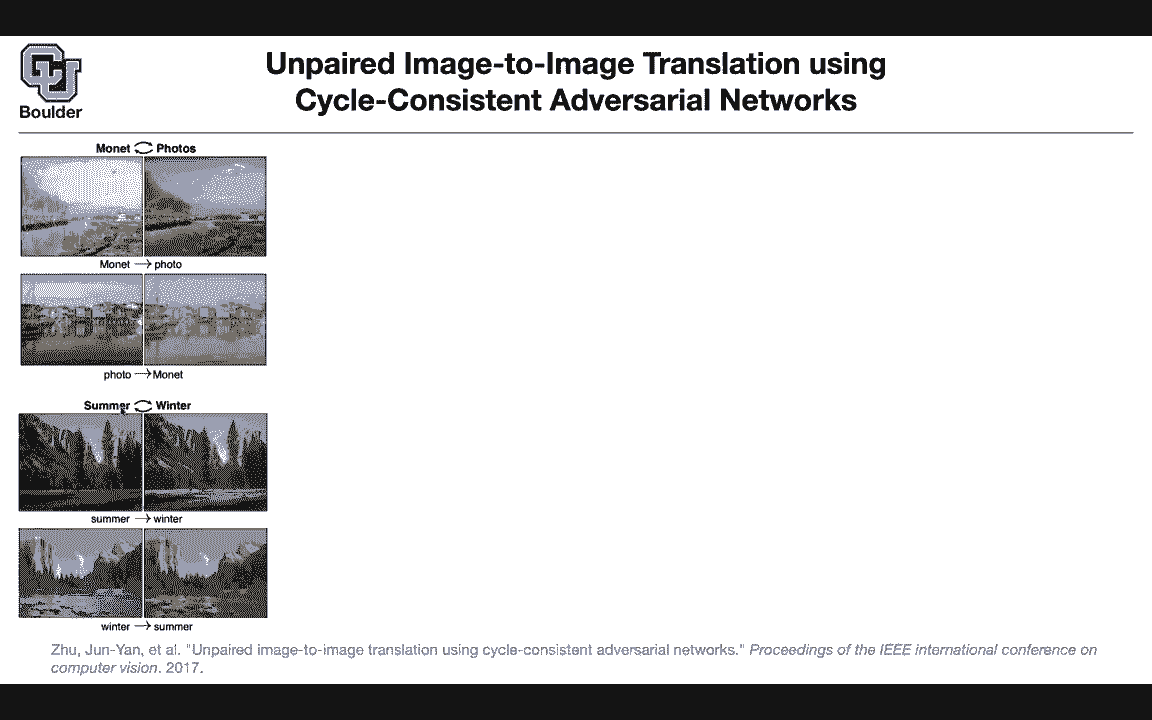 Unpaired Image-to-Image Translation using
Cycle-Consistent Adversarial Networks
CU
Boulder
Monet Photos
Monet → photo
photo → Monet
Summer Winter
summer → winter
winter → summer
Zhu, Jun-Yan, et al. "Unpaired image-to-image translation using cycle-consistent adversarial networks." Proceedings of the IEEE international conference on
computer vision. 2017.